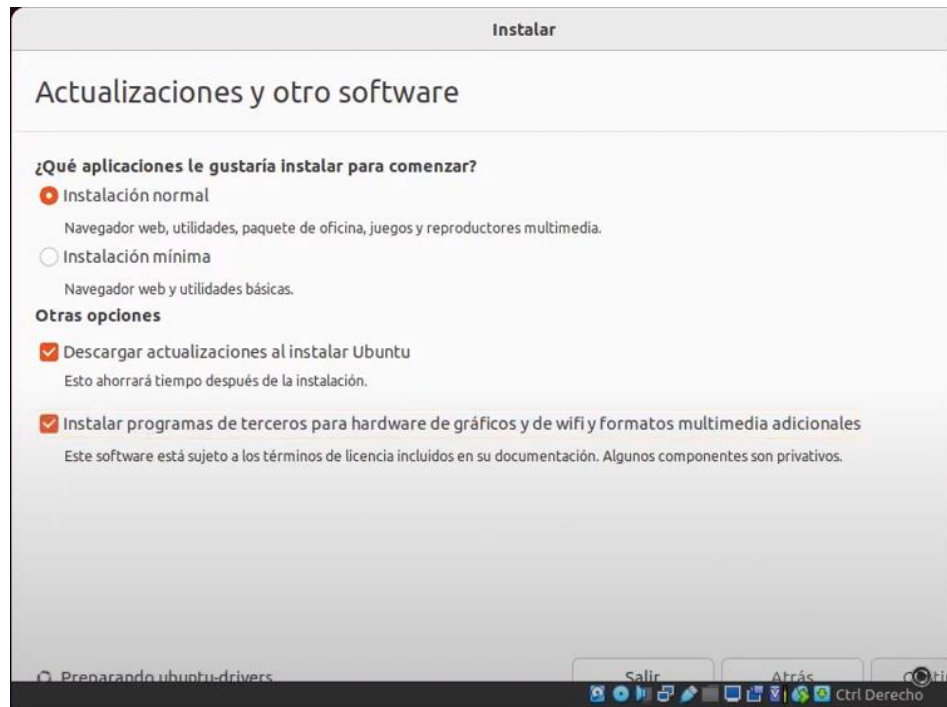 Instalar
Actualizaciones y otro software
¿Qué aplicaciones le gustaría instalar para comenzar?
Instalación normal
Navegador web, utilidades, paquete de oficina, juegos y reproductores multimedia.
Instalación mínima
Navegador web y utilidades básicas.
Otras opciones
Descargar actualizaciones al instalar Ubuntu
Esto ahorrará tiempo después de la instalación.
Instalar programas de terceros para hardware de gráficos y de wifi y formatos multimedia adicionales
Este software está sujeto a los términos de licencia incluidos en su documentación. Algunos componentes son privativos.
Preparando ubuntu-drivers
Salir Atrás
Ctrl Derecho